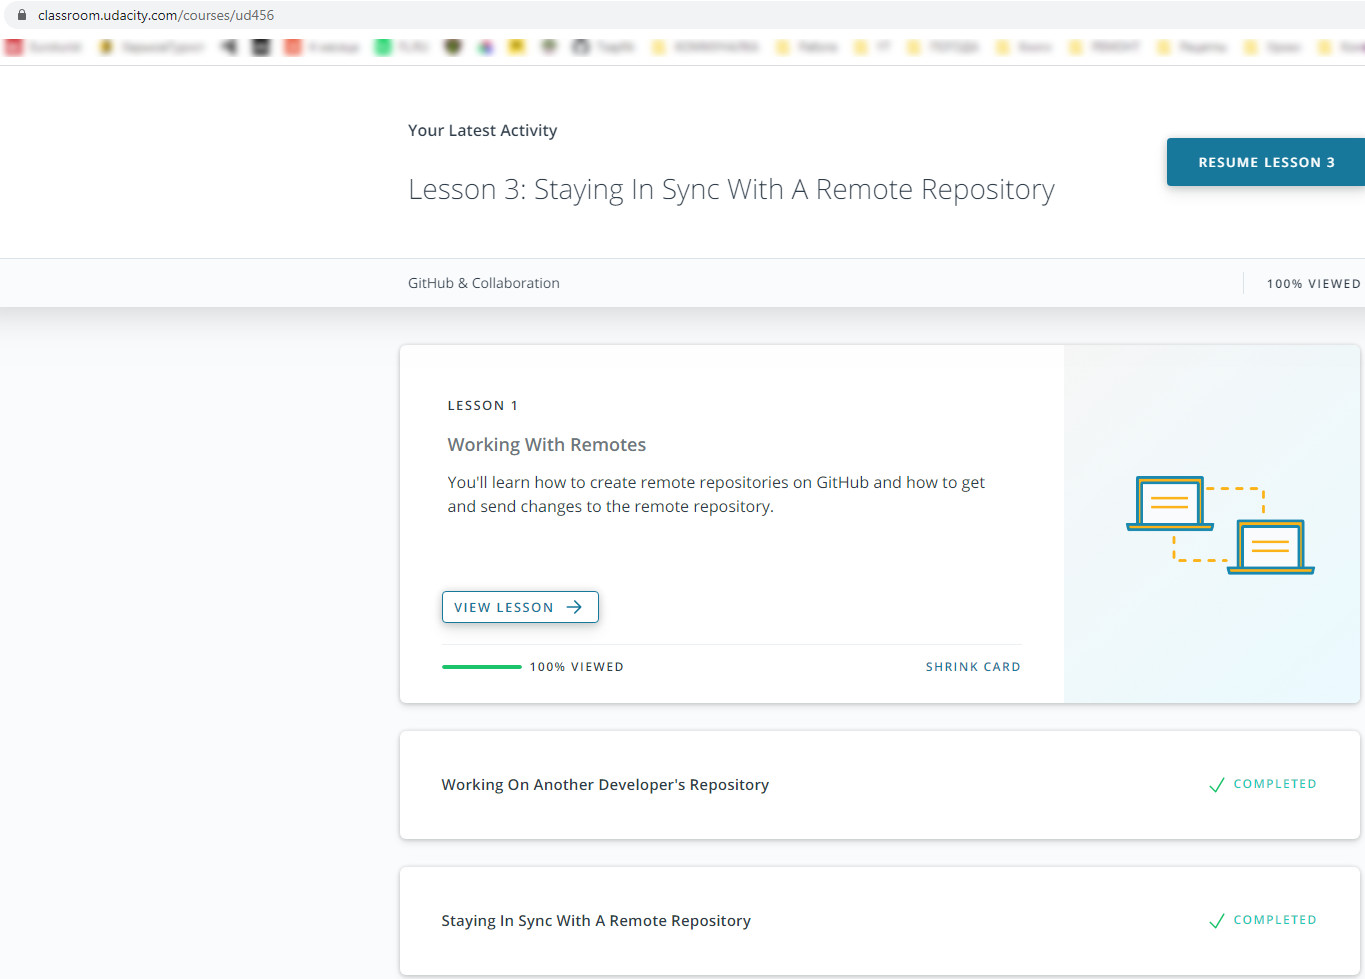 classroom.udacity.com/courses/ud456
Your Latest Activity
Lesson 3: Staying In Sync With A Remote Repository
RESUME LESSON 3
GitHub & Collaboration
100% VIEWED
LESSON 1
Working With Remotes
You'll learn how to create remote repositories on GitHub and how to get
and send changes to the remote repository.
VIEW LESSON
100% VIEWED
SHRINK CARD
Working On Another Developer's Repository
COMPLETED
Staying In Sync With A Remote Repository
COMPLETED